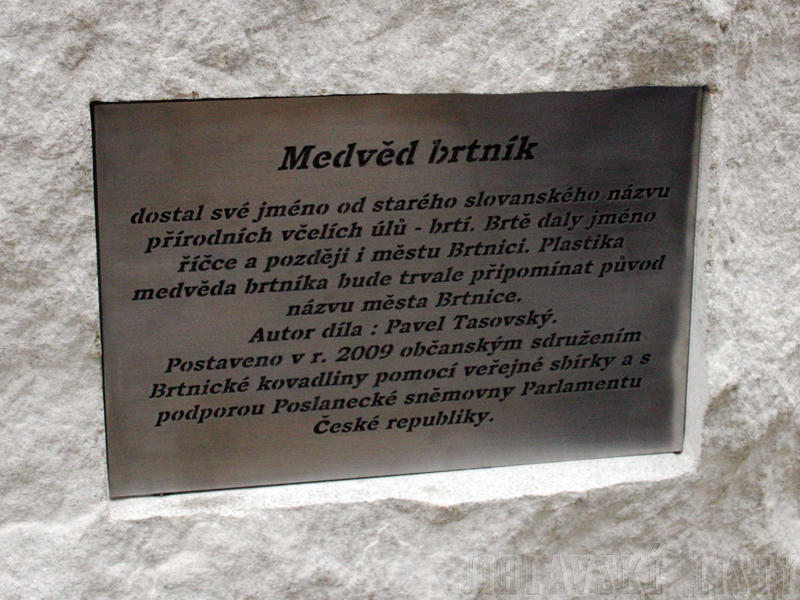 Medvěd brtník
dostal své jméno od starého slovanského názvu
přírodních včelích úlů - brtí. Brtě daly jméno
říčce a později i městu Brtnici. Plastika
medvěda brtníka bude trvale připomínat původ
názvu města Brtnice.
Autor díla : Pavel Tasovský.
Postaveno v r. 2009 občanským sdružením
Brtnické kovadliny pomocí veřejné sbírky a s
podporou Poslanecké sněmovny Parlamentu
České republiky.
JIHLAVSKÉ LISTY